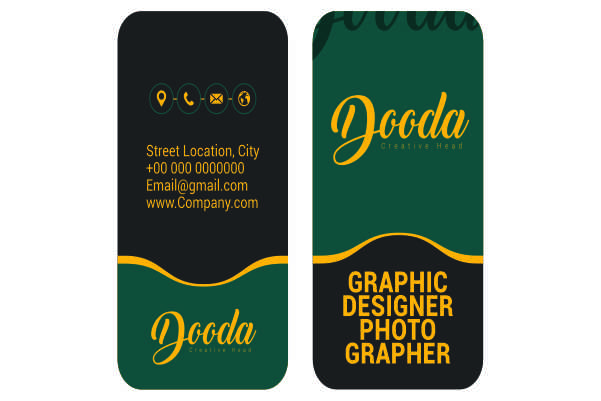 Street Location, City
+00 000 0000000
Email@gmail.com
www.Company.com
Dooda
Creative Head
Dooda
Dooda
Creative Head
GRAPHIC
DESIGNER
PHOTO
GRAPHER